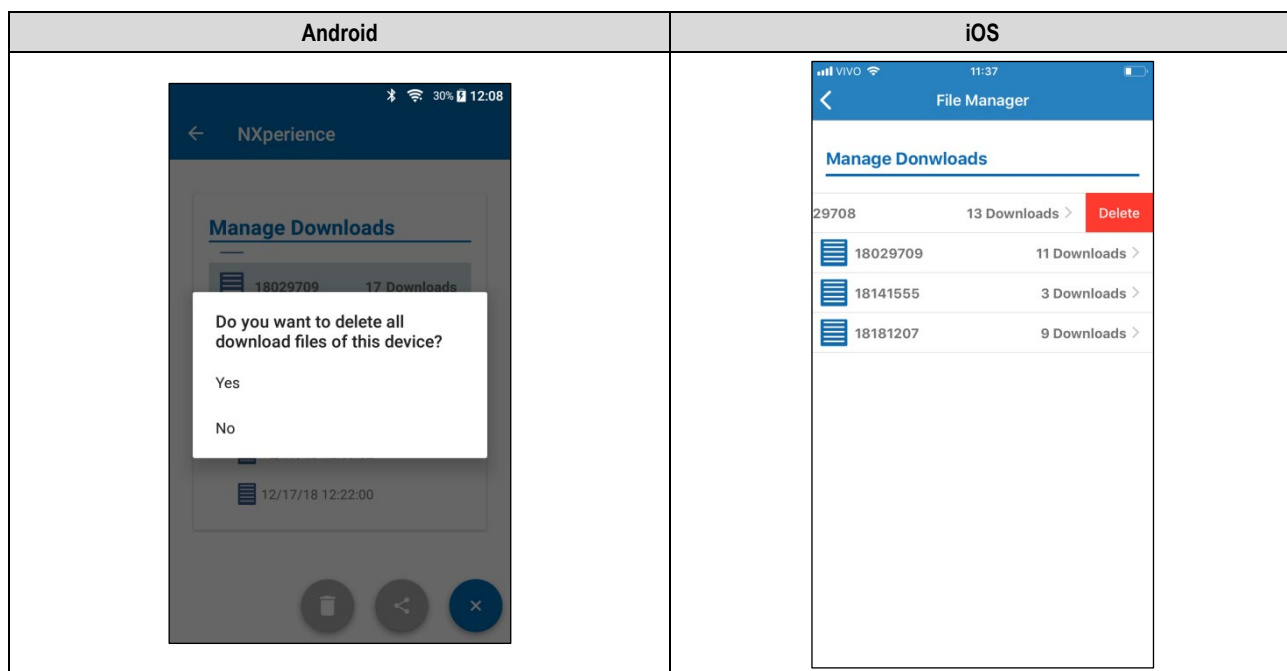 Android
iOS
30% 12:08
NXperience
Manage Downloads
18029709 17 Downloads
Do you want to delete all
download files of this device?
Yes
No
12/17/18 12:22:00
VIVO 11:37
File Manager
Manage Donwloads
29708 13 Downloads Delete
18029709 11 Downloads
18141555 3 Downloads
18181207 9 Downloads